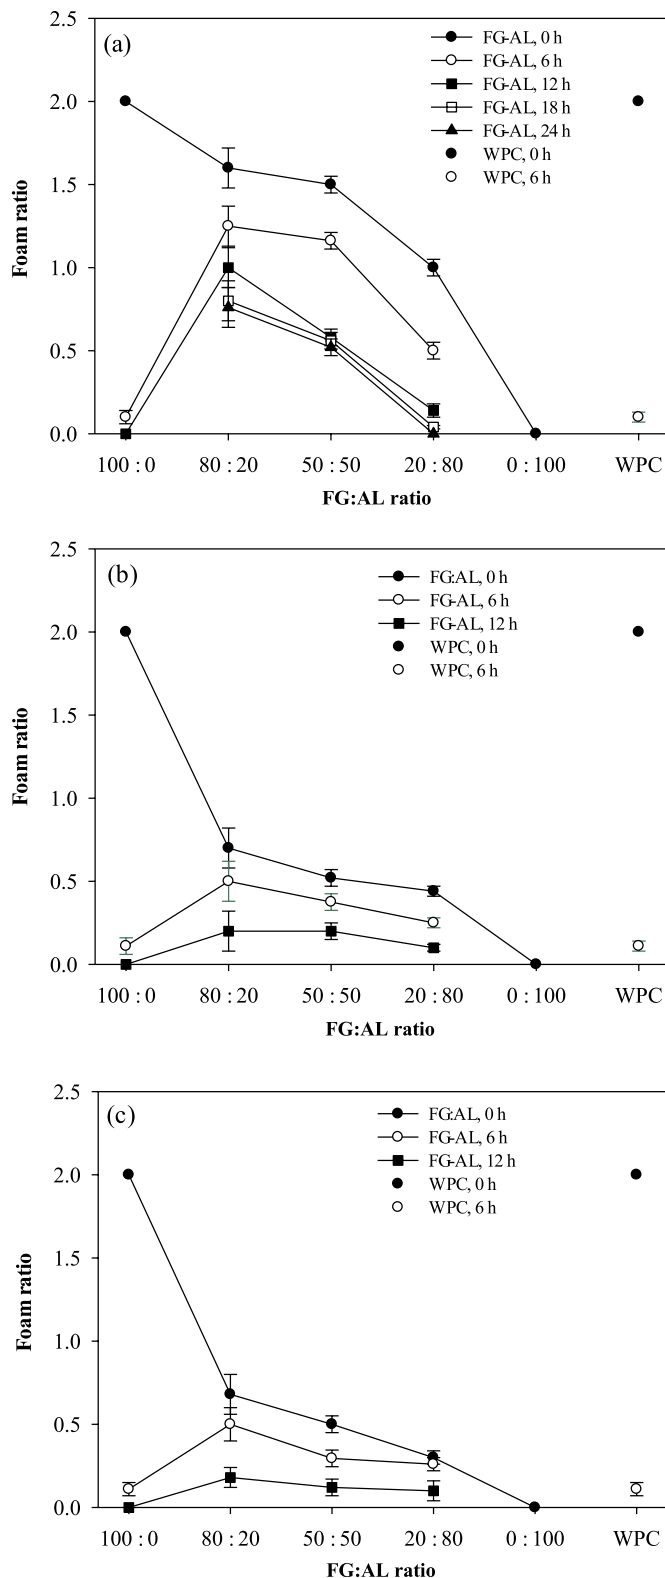 (a)
FG-AL, 0 h
FG-AL, 6 h
FG-AL, 12 h
FG-AL, 18 h
FG-AL, 24 h
WPC, 0 h
WPC, 6 h
2.5
2.0
1.5
1.0
0.5
0.0
Foam ratio
100 : 0 80 : 20 50 : 50 20 : 80 0 : 100 WPC
FG:AL ratio
(b)
FG:AL, 0 h
FG-AL, 6 h
FG-AL, 12 h
WPC, 0 h
WPC, 6 h
2.5
2.0
1.5
1.0
0.5
0.0
Foam ratio
100 : 0 80 : 20 50 : 50 20 : 80 0 : 100 WPC
FG:AL ratio
(c)
FG:AL, 0 h
FG-AL, 6 h
FG-AL, 12 h
WPC, 0 h
WPC, 6 h
2.5
2.0
1.5
1.0
0.5
0.0
Foam ratio
100 : 0 80 : 20 50 : 50 20 : 80 0 : 100 WPC
FG:AL ratio